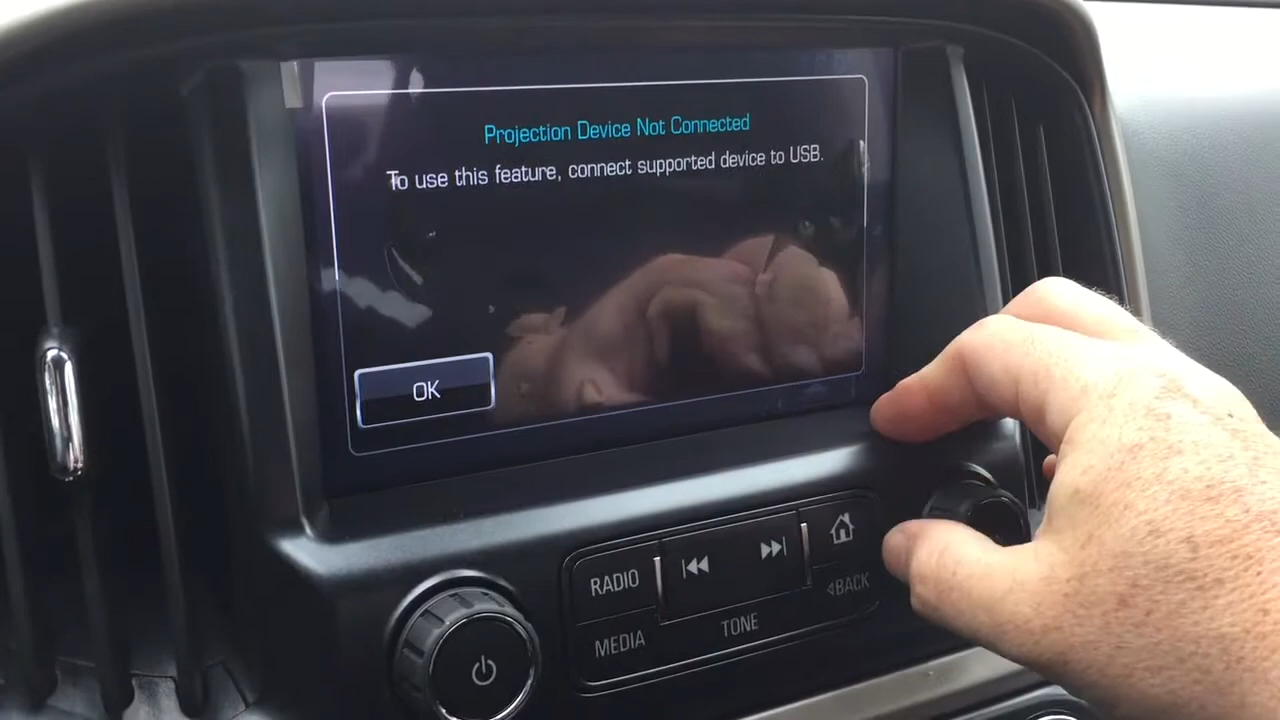 Projection Device Not Connected
To use this feature, connect supported device to USB.
OK
RADIO
MEDIA
TONE
BACK